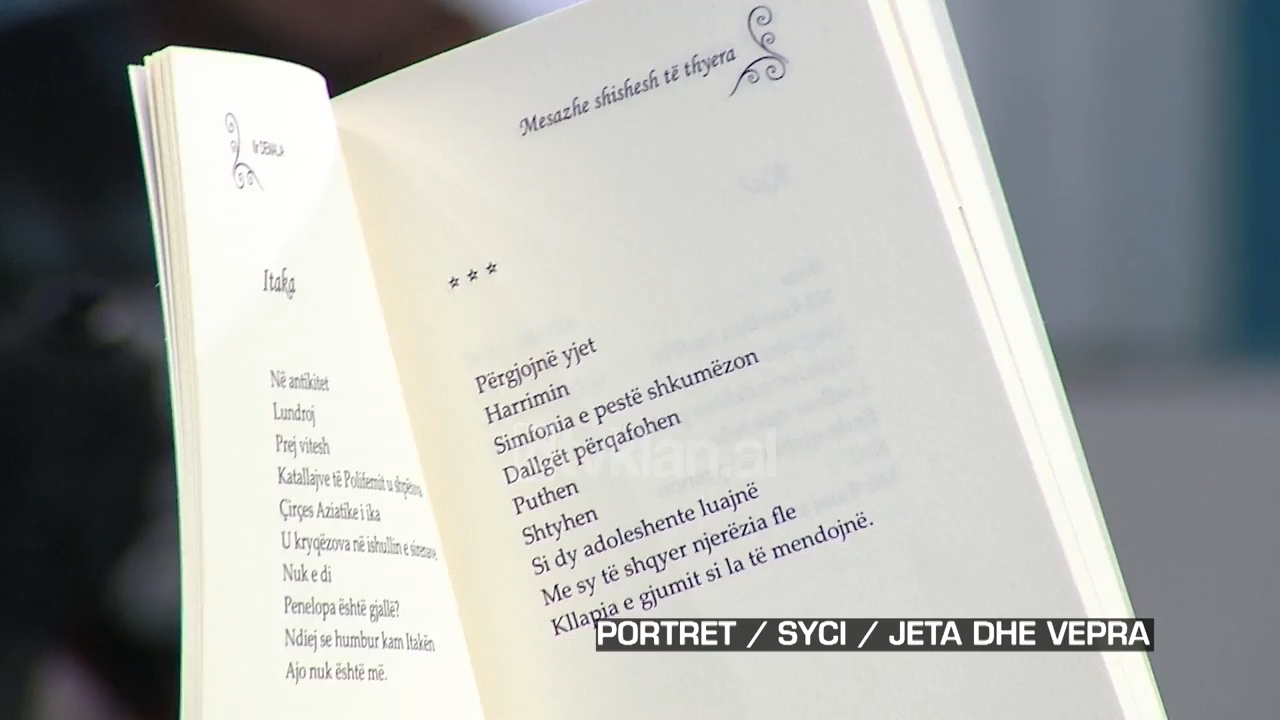 Itaka
Në antikitet
Lundroj
Prej vitesh
Katallajve të Polifemit u shpëtova
Çirçes Aziatike i ika
U kryqëzova në ishullin e sirenave
Nuk e di
Penelopa është gjallë?
Ndiej se humbur kam Itakën
Ajo nuk është më.
Mesazhe shishesh të thyera
Përgjojnë yjet
Harrimin
Simfonia e pestë shkumëzon
Dallgët përqafohen
Puthen
Shtyhen
Si dy adoleshente luajnë
Me sy të shqyer njerëzia fle
Kllapia e gjumit si la të mendojnë.
tvklan.al
PORTRET / SYCI / JETA DHE VEPRA